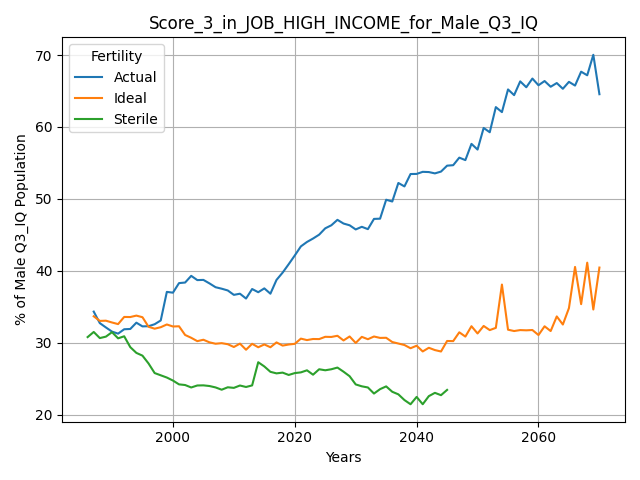 Score_3_in_JOB_HIGH_INCOME_for_Male_Q3_IQ
Fertility
Actual
Ideal
Sterile
% of Male Q3_IQ Population
70
60
50
40
30
20
2000
2020
2040
2060
Years